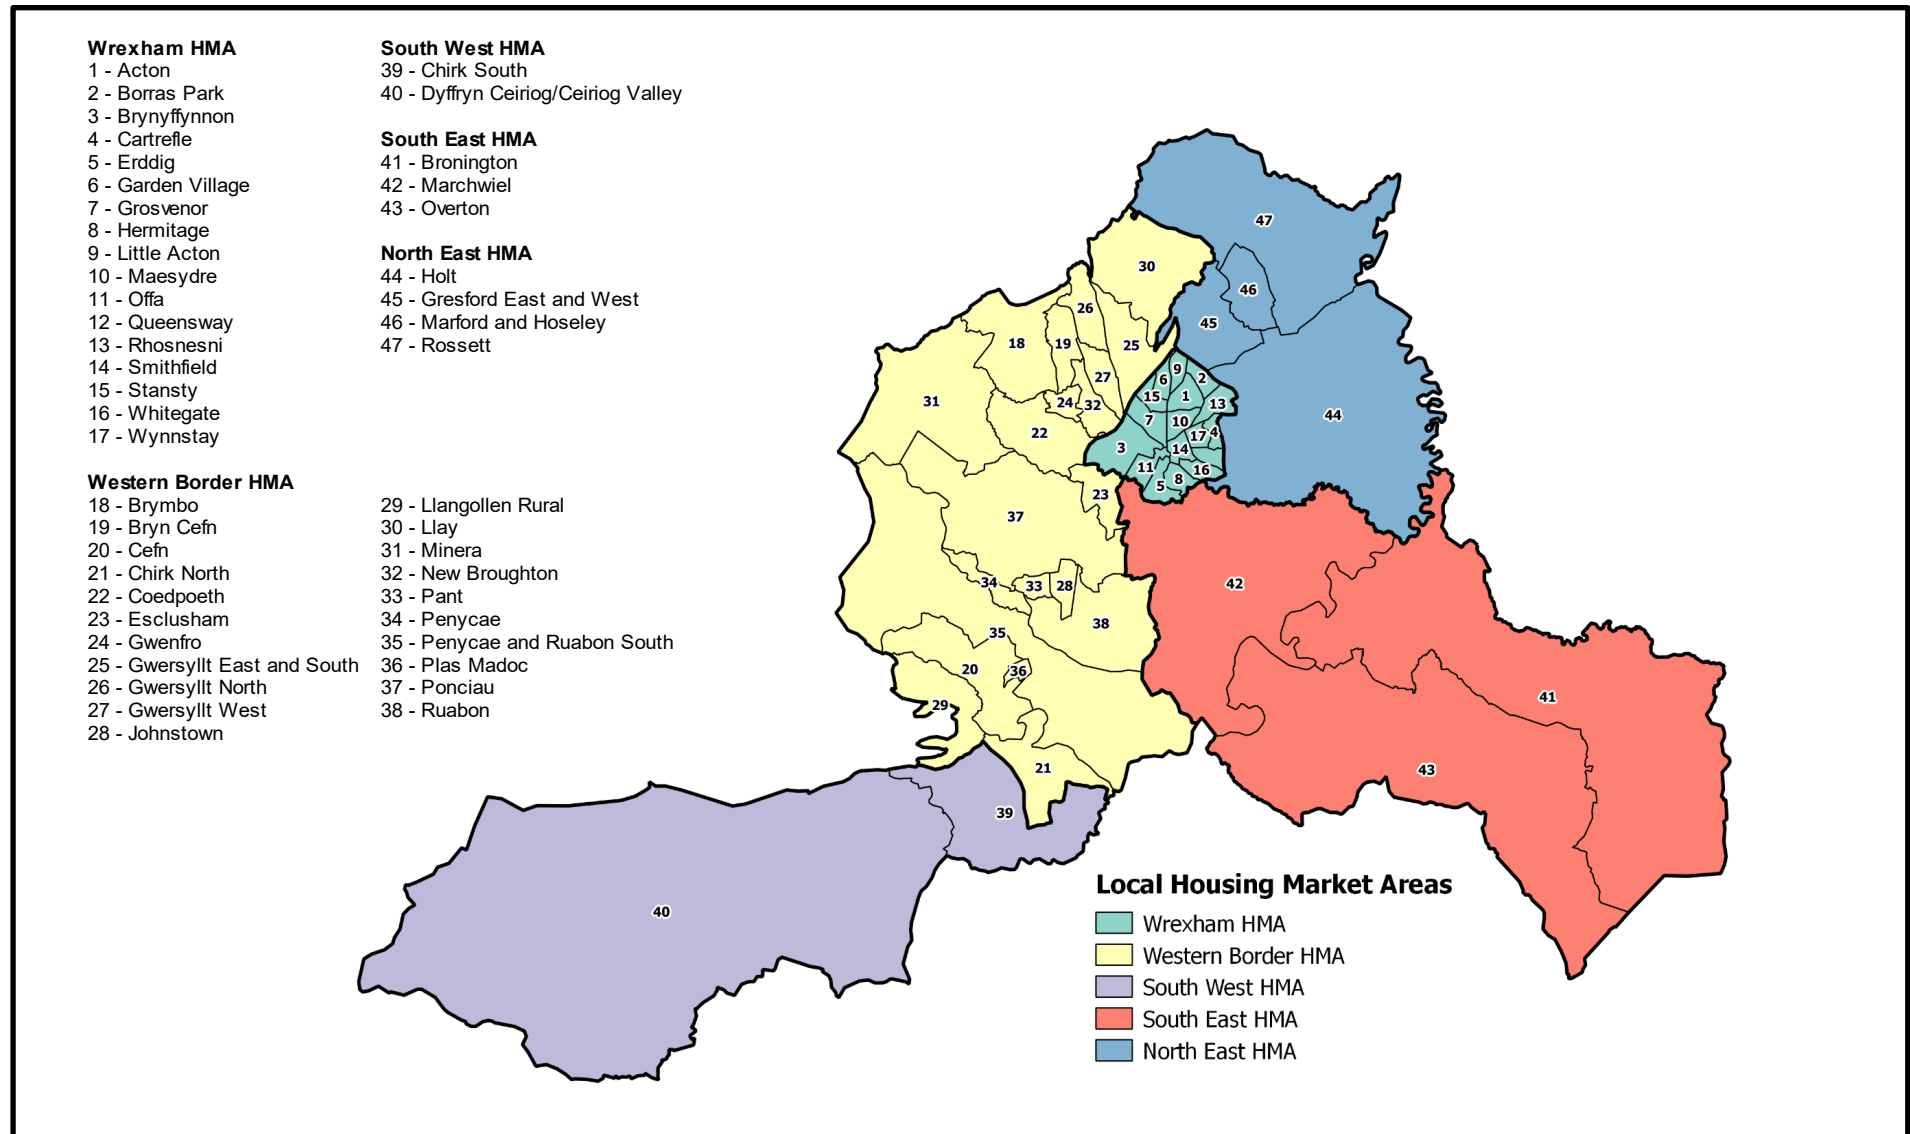 Wrexham HMA
1 - Acton
2 - Borras Park
3 - Brynyffynnon
4 - Cartrefle
5 - Erddig
6 - Garden Village
7 - Grosvenor
8 - Hermitage
9 - Little Acton
10 - Maesydre
11 - Offa
12 - Queensway
13 - Rhosnesni
14 - Smithfield
15 - Stansty
16 - Whitegate
17 - Wynnstay
Western Border HMA
18 - Brymbo
19 - Bryn Cefn
20 - Cefn
21 - Chirk North
22 - Coedpoeth
23 - Esclusham
24 - Gwenfro
25 - Gwersyllt East and South
26 - Gwersyllt North
27 - Gwersyllt West
28 - Johnstown
29 - Llangollen Rural
30 - Llay
31 - Minera
32 - New Broughton
33 - Pant
34 - Penycae
35 - Penycae and Ruabon South
36 - Plas Madoc
37 - Ponciau
38 - Ruabon
South West HMA
39 - Chirk South
40 - Dyffryn Ceiriog/Ceiriog Valley
South East HMA
41 - Bronington
42 - Marchwiel
43 - Overton
North East HMA
44 - Holt
45 - Gresford East and West
46 - Marford and Hoseley
47 - Rossett
47
30
46
26
45
18
19
25
9
27
6
2
15
1
31
24
32
13
44
7
10
22
4
17
3
14
11
16
8
5
23
37
34
33
28
42
38
35
20
36
41
29
21
43
39
40
Local Housing Market Areas
Wrexham HMA
Western Border HMA
South West HMA
South East HMA
North East HMA